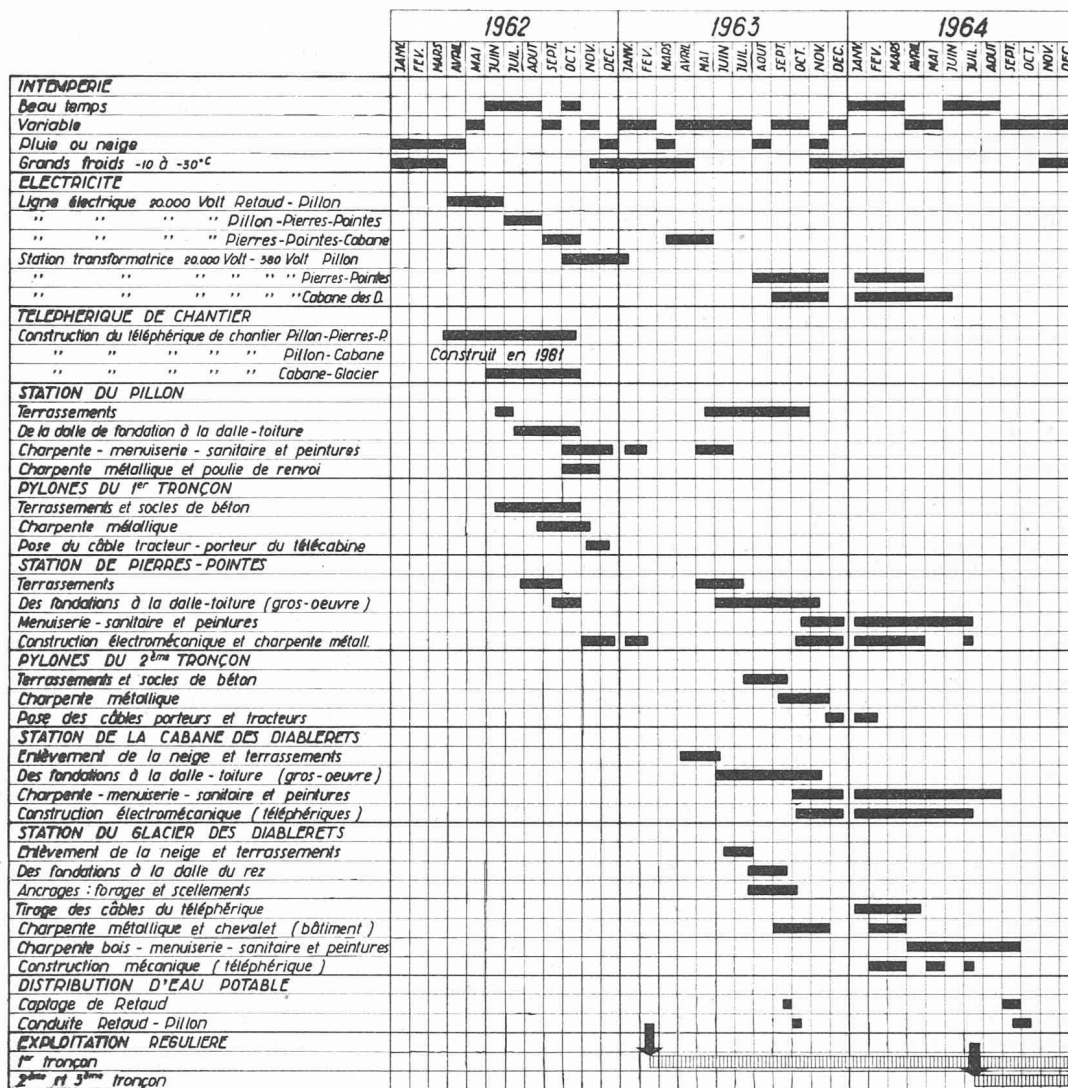 1962 1963 1964
JANV. FEV. MARS AVRIL MAI JUIN JUIL. AOUT SEPT. OCT. NOV. DEC. JANV. FEV. MARS AVRIL MAI JUIN JUIL. AOUT SEPT. OCT. NOV. DEC. JANV. FEV. MARS AVRIL MAI JUIN JUIL. AOUT SEPT. OCT. NOV. DEC.
INTEMPERIE
Beau temps
Variable
Pluie ou neige
Grands froids -10 à -30°C
ELECTRICITE
Ligne électrique 20.000 Volt Retaud - Pillon
" " " " Pillon-Pierres-Pointes
" " " " Pierres-Pointes-Cabane
Station transformatrice 20.000 Volt - 380 Volt Pillon
" " " " " " Pierres-Pointes
" " " " " " Cabane des D.
TELEPHERIQUE DE CHANTIER
Construction du téléphérique de chantier Pillon-Pierres-P.
" " " " " Pillon-Cabane Construit en 1981
" " " " " Cabane-Glacier
STATION DU PILLON
Terrassements
De la dalle de fondation à la dalle-toiture
Charpente - menuiserie - sanitaire et peintures
Charpente métallique et poulie de renvoi
PYLONES DU 1er TRONÇON
Terrassements et socles de béton
Charpente métallique
Pose du câble tracteur-porteur du télécabine
STATION DE PIERRES-POINTES
Terrassements
Des fondations à la dalle-toiture (gros-oeuvre)
Menuiserie-sanitaire et peintures
Construction électromécanique et charpente métall.
PYLONES DU 2ème TRONÇON
Terrassements et socles de béton
Charpente métallique
Pose des câbles porteurs et tracteurs
STATION DE LA CABANE DES DIABLERETS
Enlèvement de la neige et terrassements
Des fondations à la dalle-toiture (gros-oeuvre)
Charpente-menuiserie-sanitaire et peintures
Construction électromécanique (téléphériques)
STATION DU GLACIER DES DIABLERETS
Enlèvement de la neige et terrassements
Des fondations à la dalle du rez
Ancrages : forages et scellements
Tirage des câbles du téléphérique
Charpente métallique et chevalet (bâtiment)
Charpente bois - menuiserie - sanitaire et peintures
Construction mécanique (téléphérique)
DISTRIBUTION D'EAU POTABLE
Captage de Retaud
Conduite Retaud - Pillon
EXPLOITATION REGULIERE
1er tronçon
2ème et 3ème tronçon